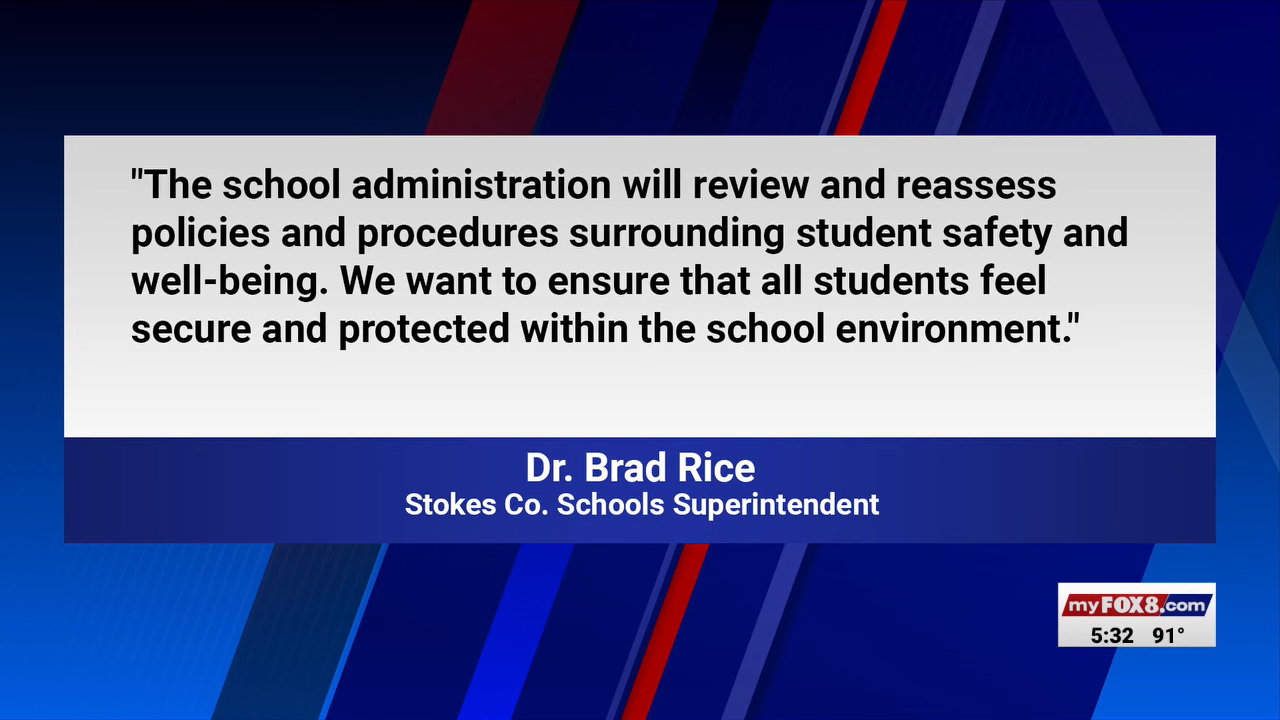 "The school administration will review and reassess
policies and procedures surrounding student safety and
well-being. We want to ensure that all students feel
secure and protected within the school environment."
Dr. Brad Rice
Stokes Co. Schools Superintendent
myFOX8.com
5:32 91°